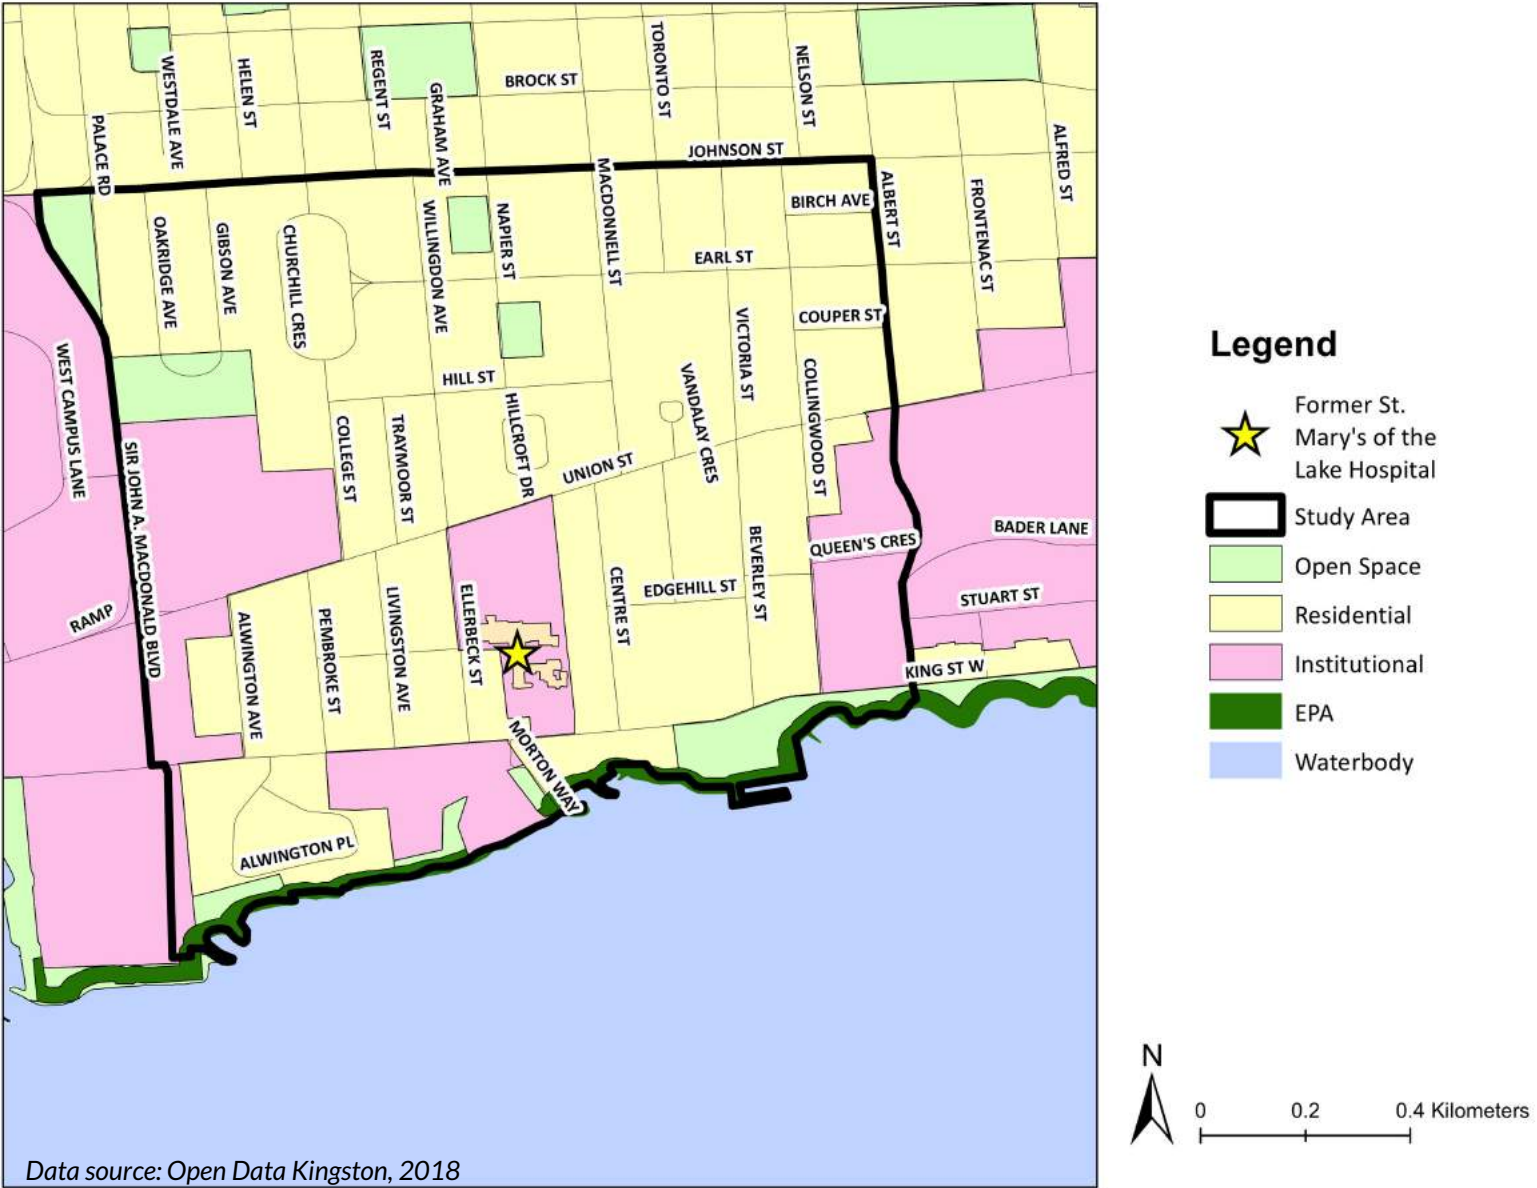 WESTDALE AVE
HELEN ST
REGENT ST
GRAHAM AVE
BROCK ST
TORONTO ST
NELSON ST
PALACE RD
JOHNSON ST
ALFRED ST
MACDONNELL ST
BIRCH AVE
ALBERT ST
FRONTENAC ST
OAKRIDGE AVE
GIBSON AVE
CHURCHILL CRES
WILLINGDON AVE
NAPIER ST
EARL ST
COUPER ST
VICTORIA ST
WEST CAMPUS LANE
HILL ST
HILLCROFT DR
VANDALAY CRES
COLLINGWOOD ST
COLLEGE ST
TRAYMOOR ST
UNION ST
SIR JOHN A. MACDONALD BLVD
BEVERLEY ST
QUEEN'S CRES
BADER LANE
CENTRE ST
EDGEHILL ST
STUART ST
RAMP
ALWINGTON AVE
PEMBROKE ST
LIVINGSTON AVE
ELLERBECK ST
KING ST W
MORTON WAY
ALWINGTON PL
Data source: Open Data Kingston, 2018
Legend
Former St.
Mary's of the
Lake Hospital
Study Area
Open Space
Residential
Institutional
EPA
Waterbody
N
0 0.2 0.4 Kilometers